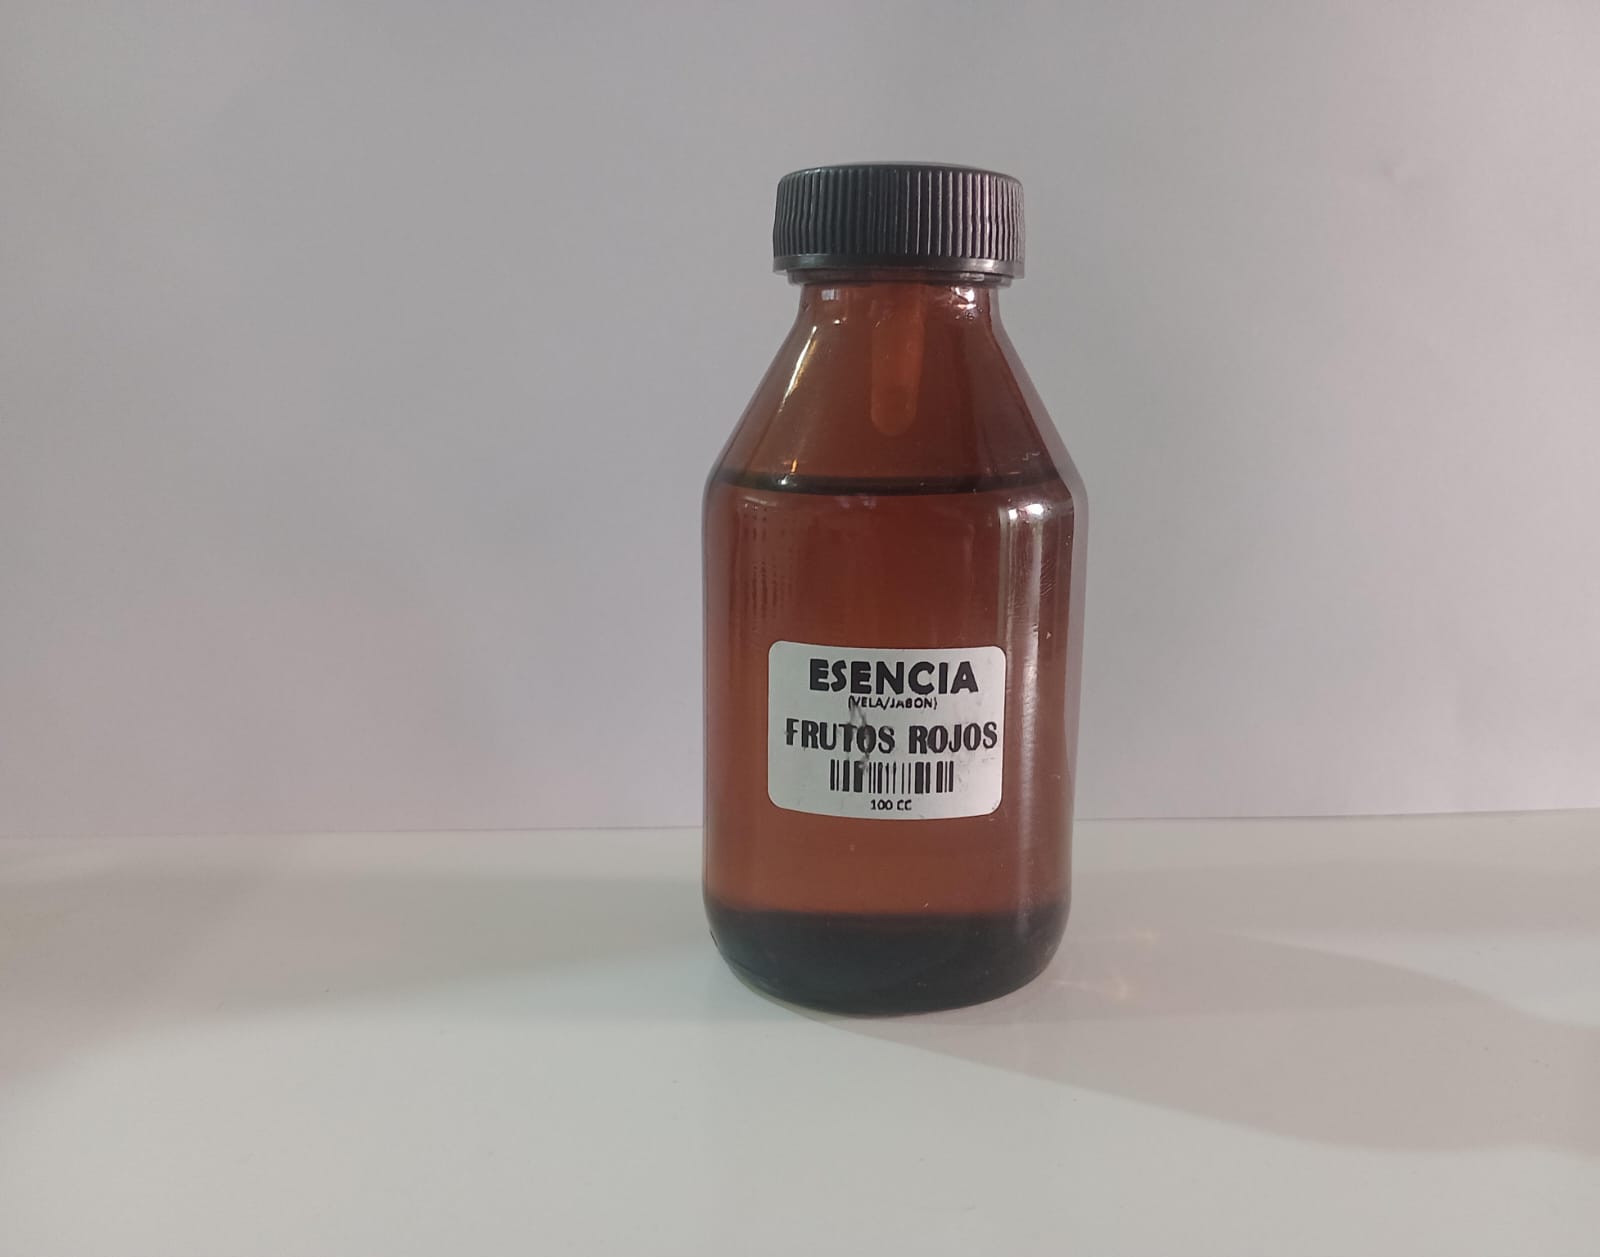 ESENCIA
(VELA/JABON)
FRUTOS ROJOS
100 CC